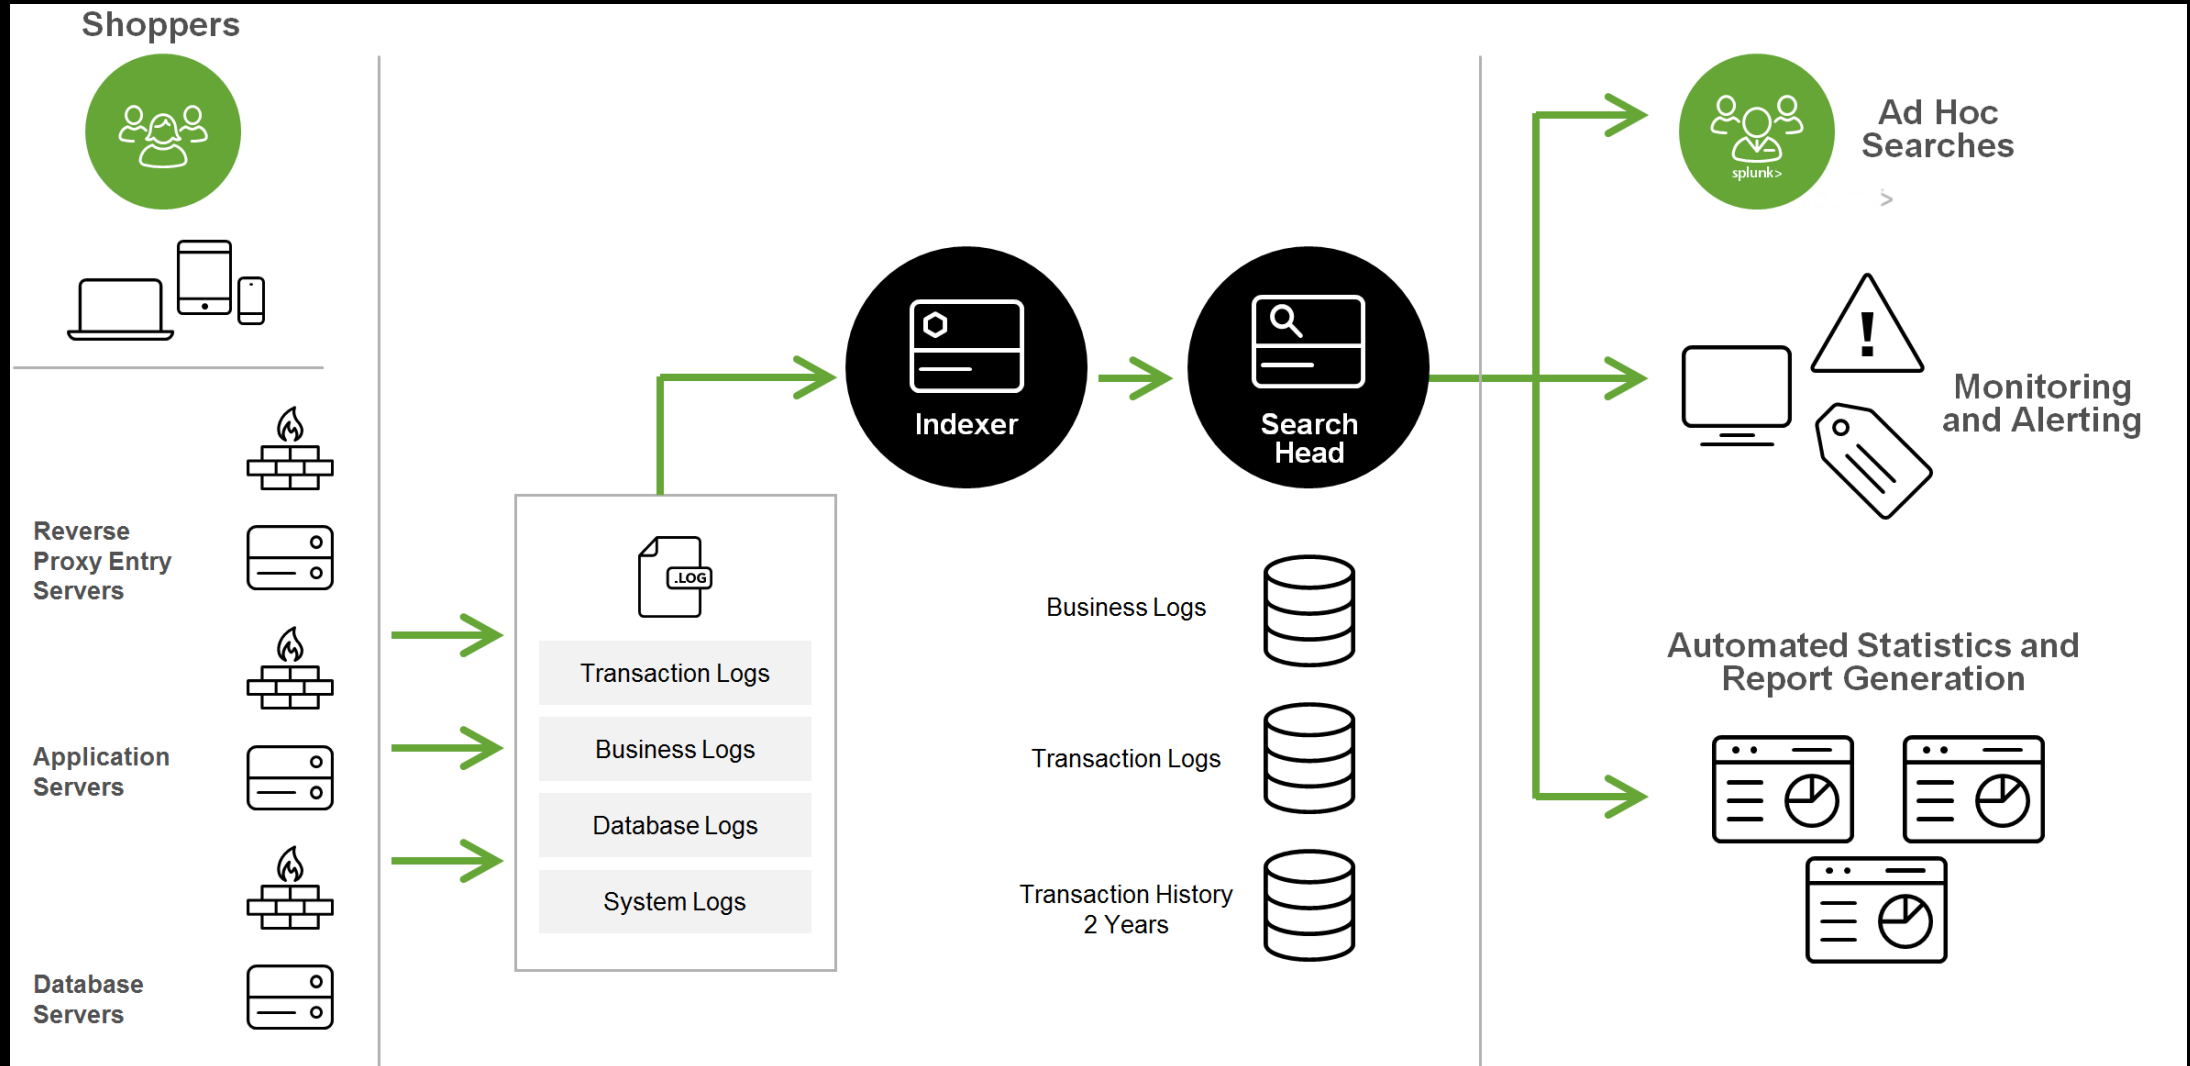 Shoppers
Reverse
Proxy Entry
Servers
Application
Servers
Database
Servers
.LOG
Transaction Logs
Business Logs
Database Logs
System Logs
Indexer
Search
Head
Business Logs
Transaction Logs
Transaction History
2 Years
splunk>
Ad Hoc
Searches
>
!
Monitoring
and Alerting
Automated Statistics and
Report Generation